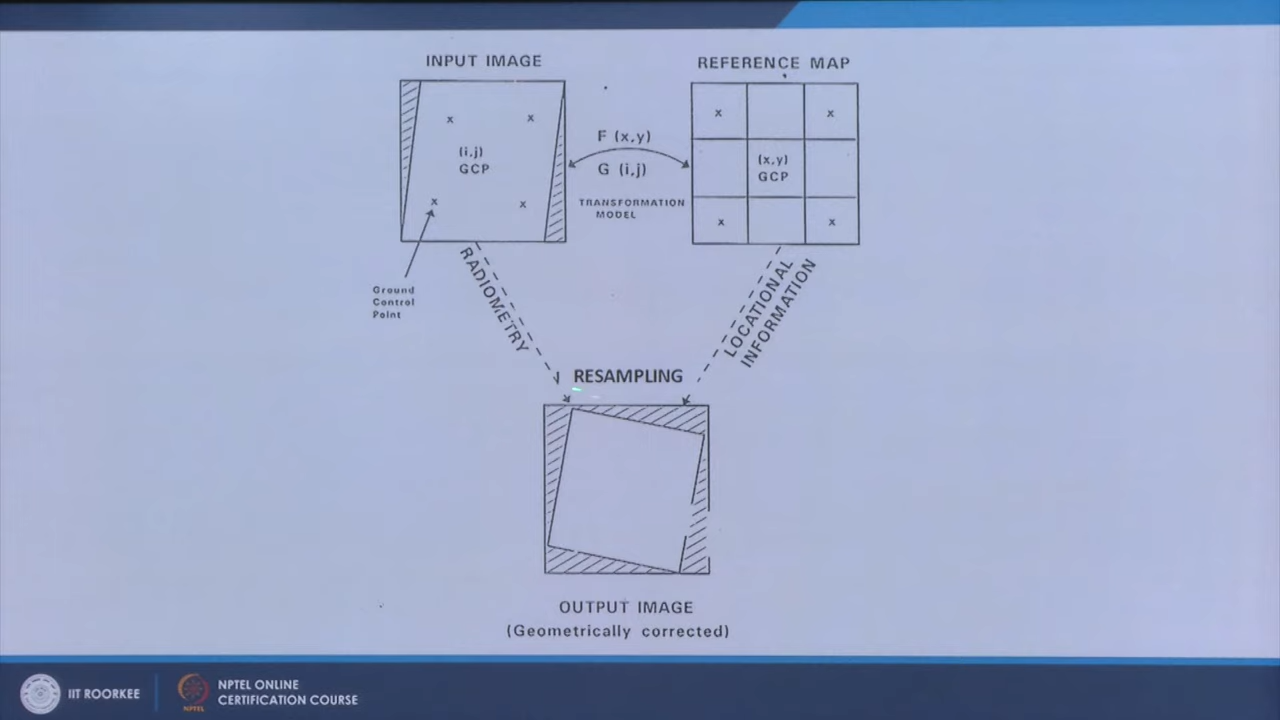 INPUT IMAGE
REFERENCE MAP
x x
(i,j)
GCP
x x
F (x,y)
G (i,j)
TRANSFORMATION
MODEL
x x
(x,y)
GCP
x x
Ground
Control
Point
RADIOMETRY
LOCATIONAL
INFORMATION
RESAMPLING
OUTPUT IMAGE
(Geometrically corrected)
IIT ROORKEE
NPTEL
NPTEL ONLINE
CERTIFICATION COURSE